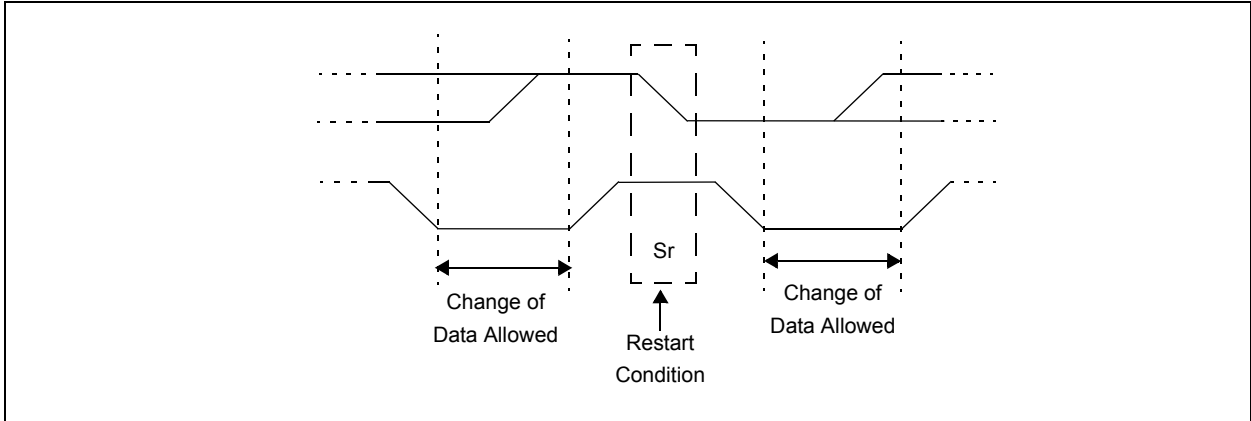 Sr
Change of
Data Allowed
Restart
Condition
Change of
Data Allowed